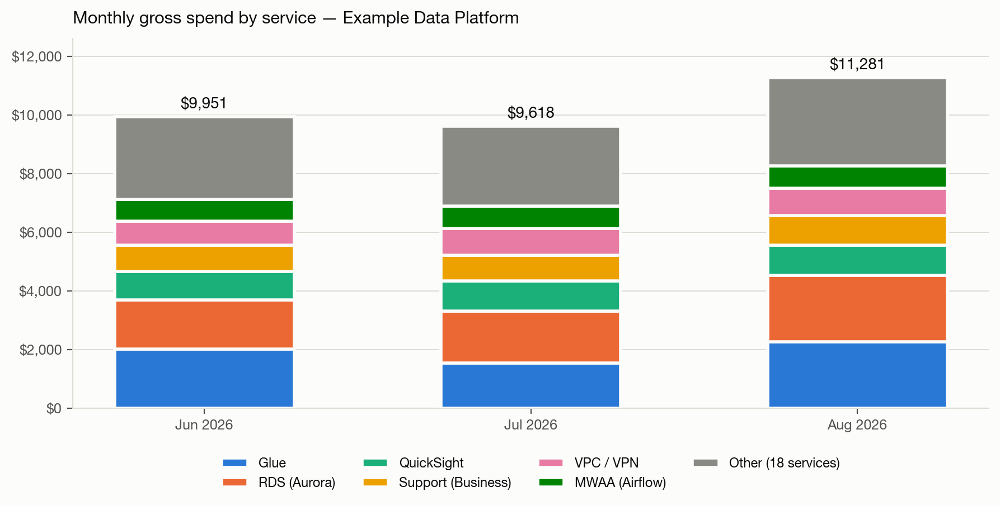 Monthly gross spend by service — Example Data Platform
$12,000
$10,000
$8,000
$6,000
$4,000
$2,000
$0
$9,951
$9,618
$11,281
Jun 2026
Jul 2026
Aug 2026
Glue
RDS (Aurora)
QuickSight
Support (Business)
VPC / VPN
MWAA (Airflow)
Other (18 services)